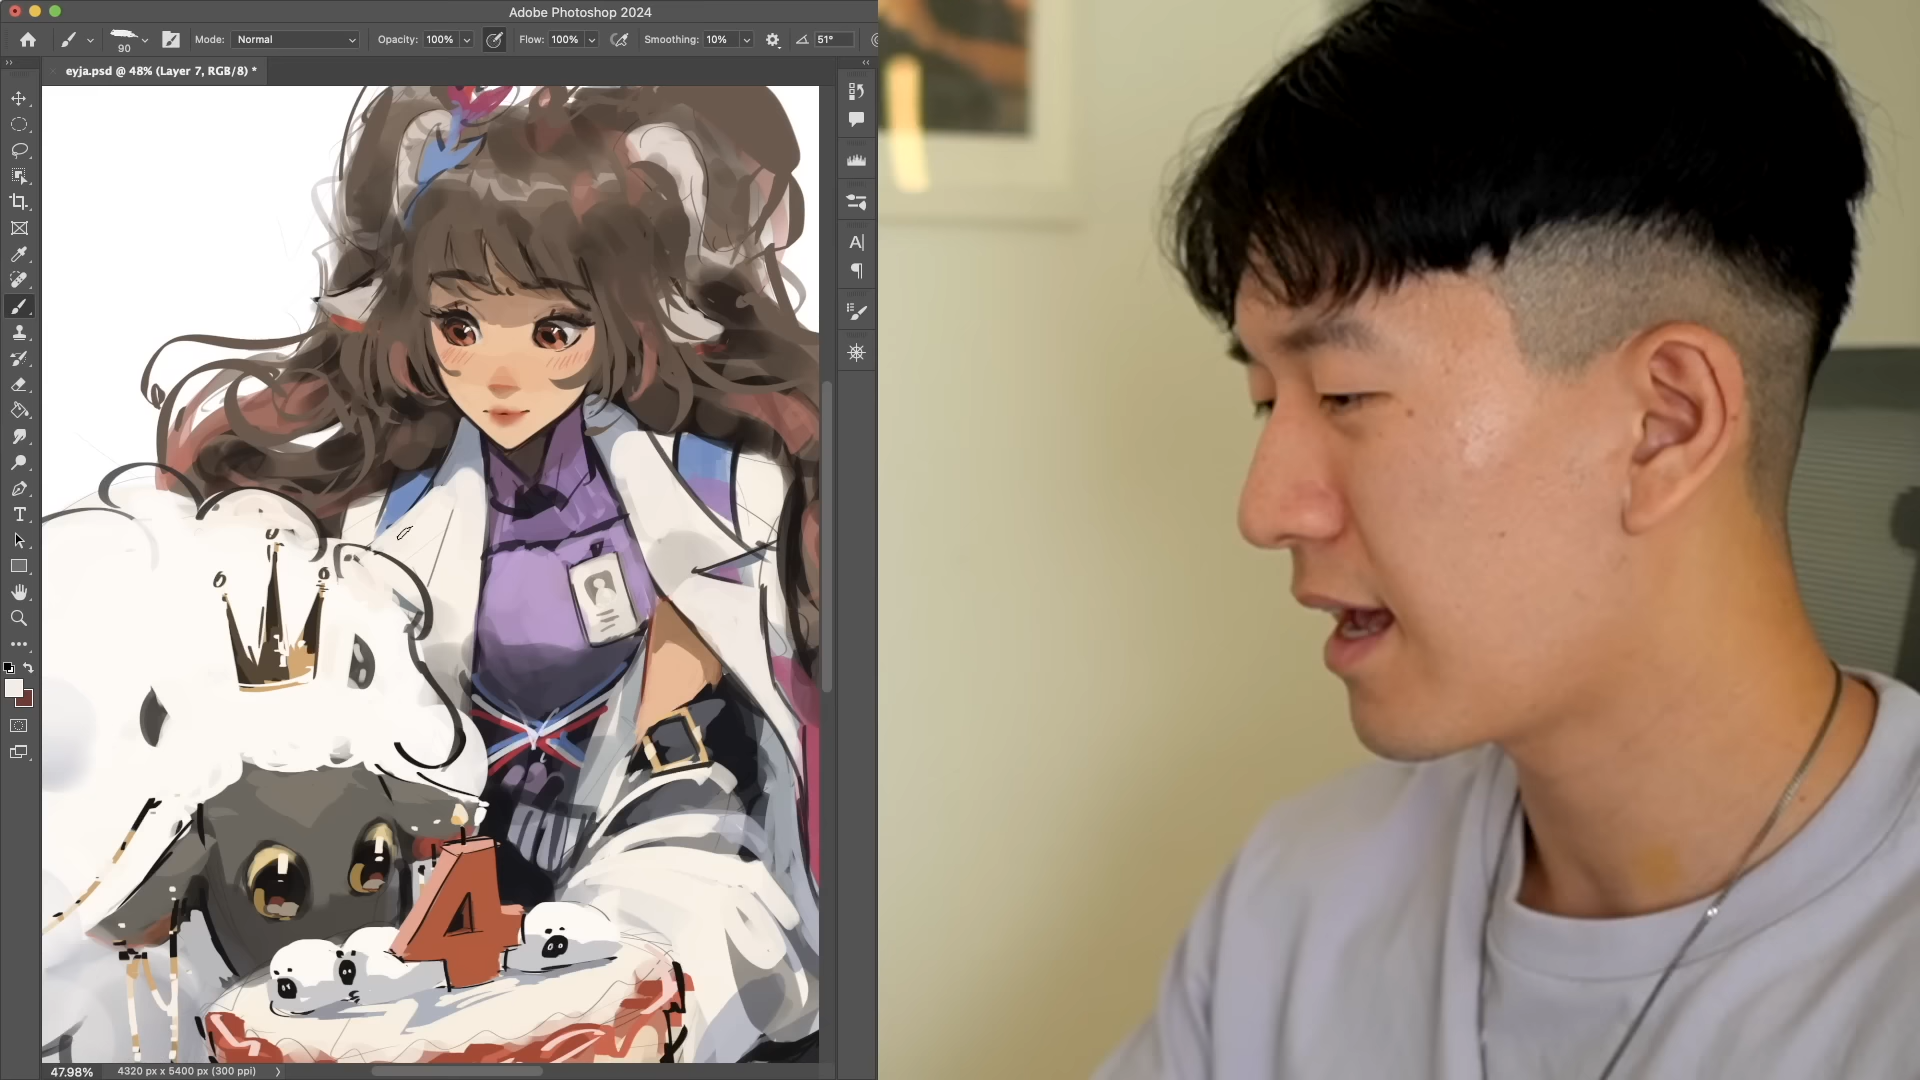 Adobe Photoshop 2024
90
Mode: Normal
Opacity: 100%
Flow: 100%
Smoothing: 10%
51°
eyja.psd @ 48% (Layer 7, RGB/8) *
4
47.98%
4320 px x 5400 px (300 ppi)